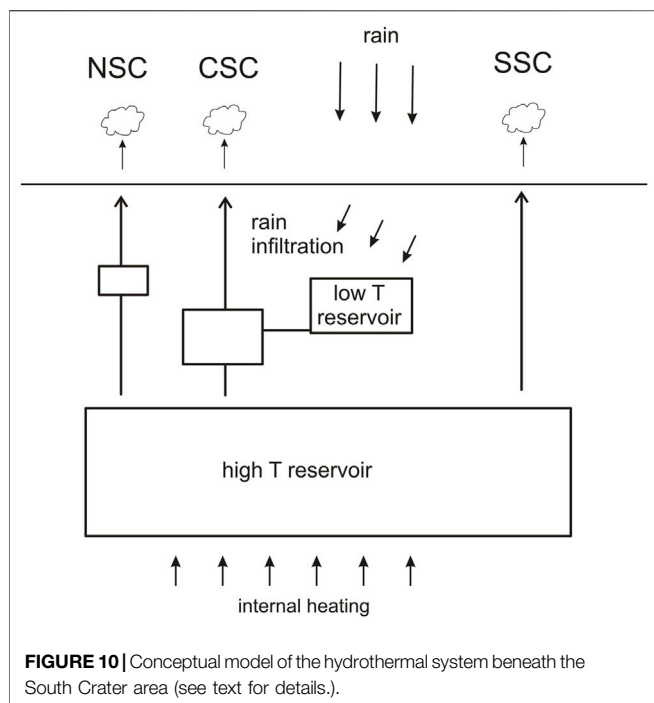 rain
NSC CSC SSC
rain
infiltration
low T
reservoir
high T reservoir
internal heating
FIGURE 10 | Conceptual model of the hydrothermal system beneath the
South Crater area (see text for details.).